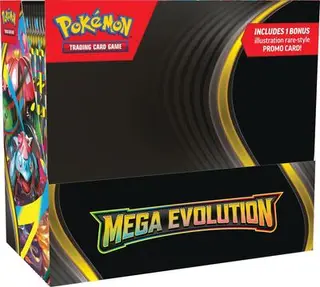 POKÉMON
TRADING CARD GAME
INCLUDES 1 BONUS
illustration rare-style
PROMO CARD!
MEGA EVOLUTION